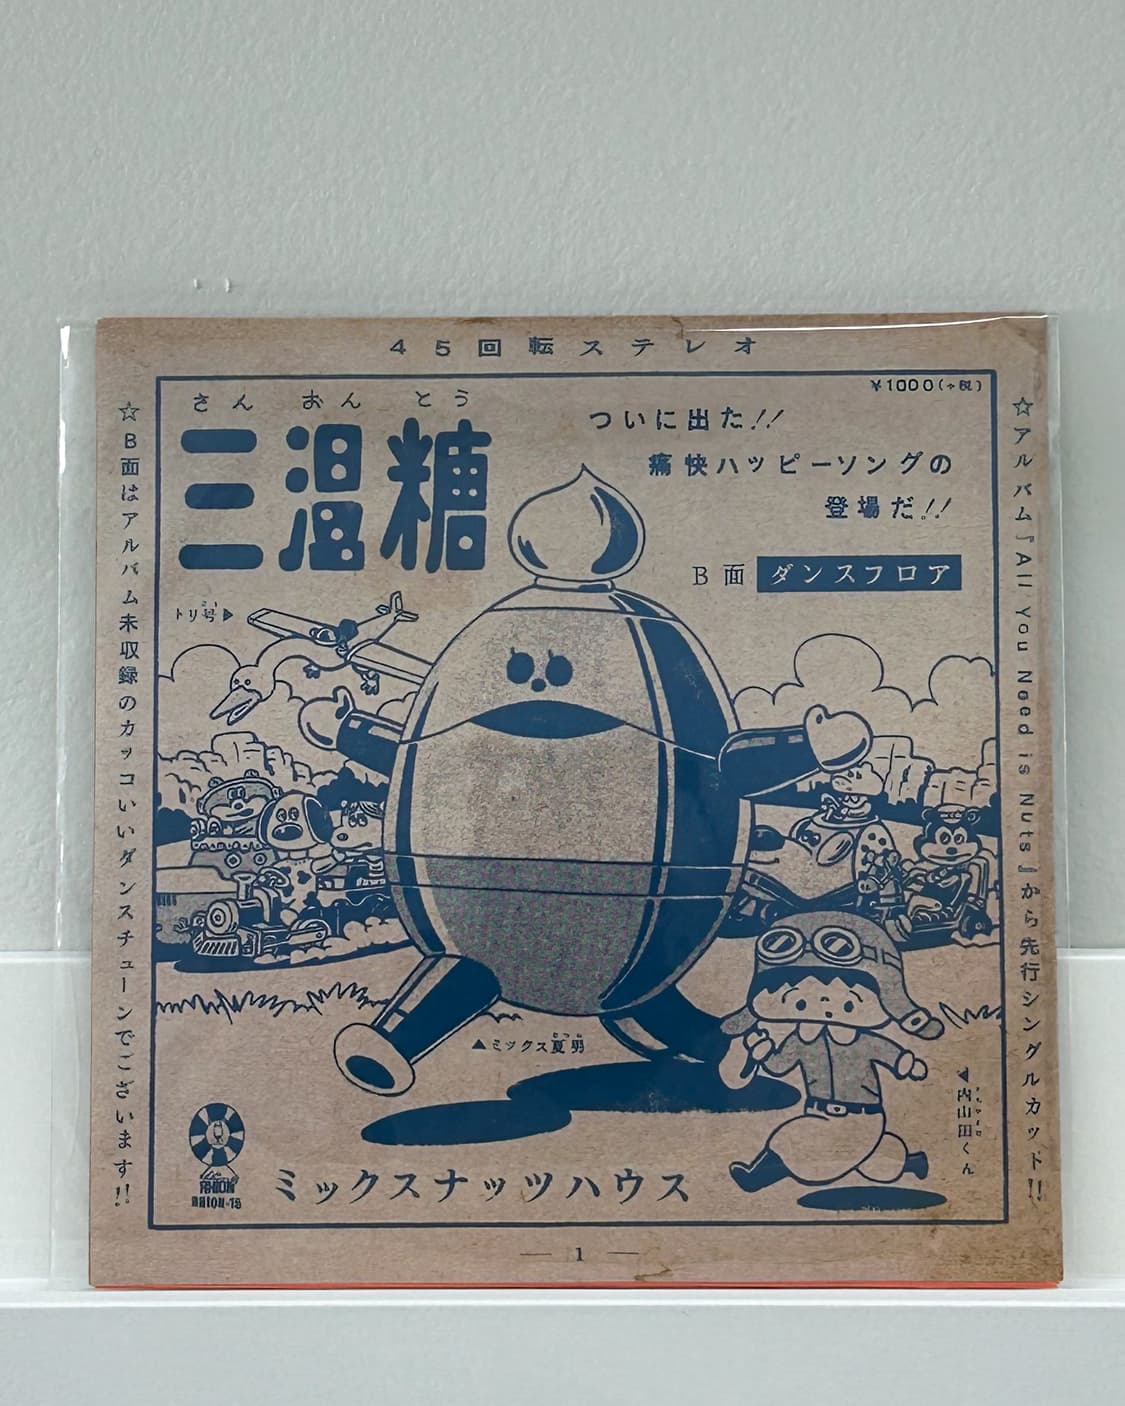 45回転ステレオ
¥1000(+税)
さんおんとう
三温糖
ついに出た!!
痛快ハッピーソングの
登場だ!!
B面 ダンスフロア
☆アルバム『All You Need is Nuts』から先行シングルカット!!
☆B面はアルバム未収録のカッコいいダンスチューンでございます!!
トリ号▶
▲ミックス夏男
◀内山田くん
ミックスナッツハウス
— 1 —